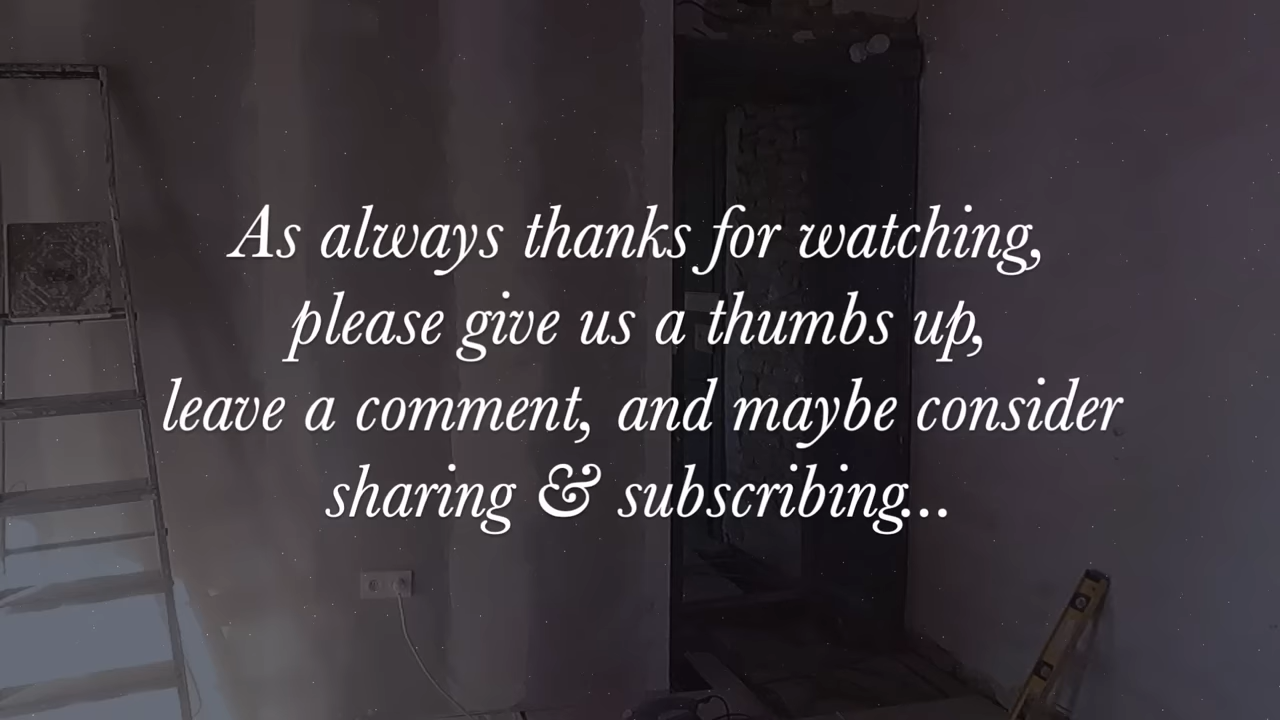 As always thanks for watching,
please give us a thumbs up,
leave a comment, and maybe consider
sharing & subscribing...